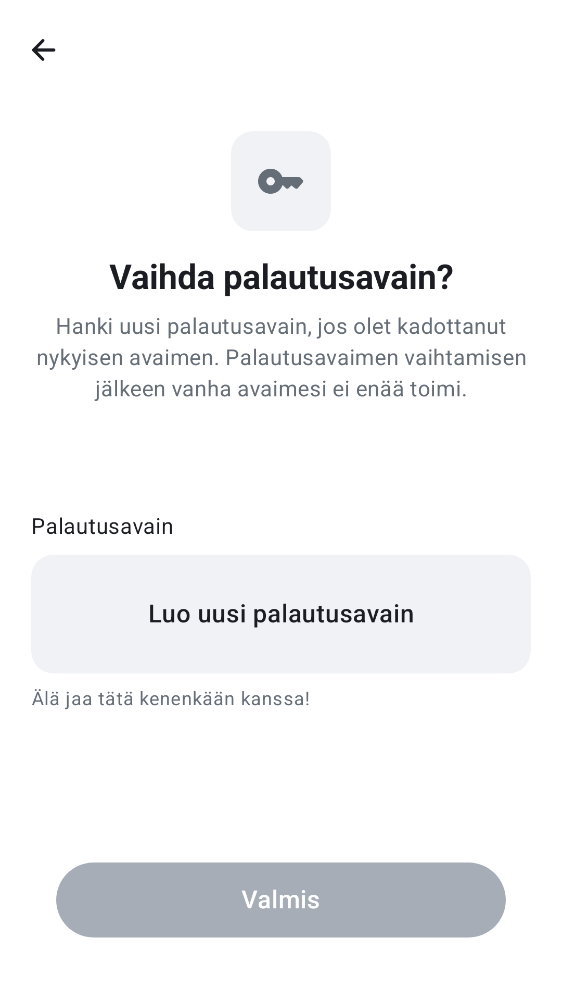 Vaihda palautusavain?
Hanki uusi palautusavain, jos olet kadottanut
nykyisen avaimen. Palautusavaimen vaihtamisen
jälkeen vanha avaimesi ei enää toimi.
Palautusavain
Luo uusi palautusavain
Älä jaa tätä kenenkään kanssa!
Valmis